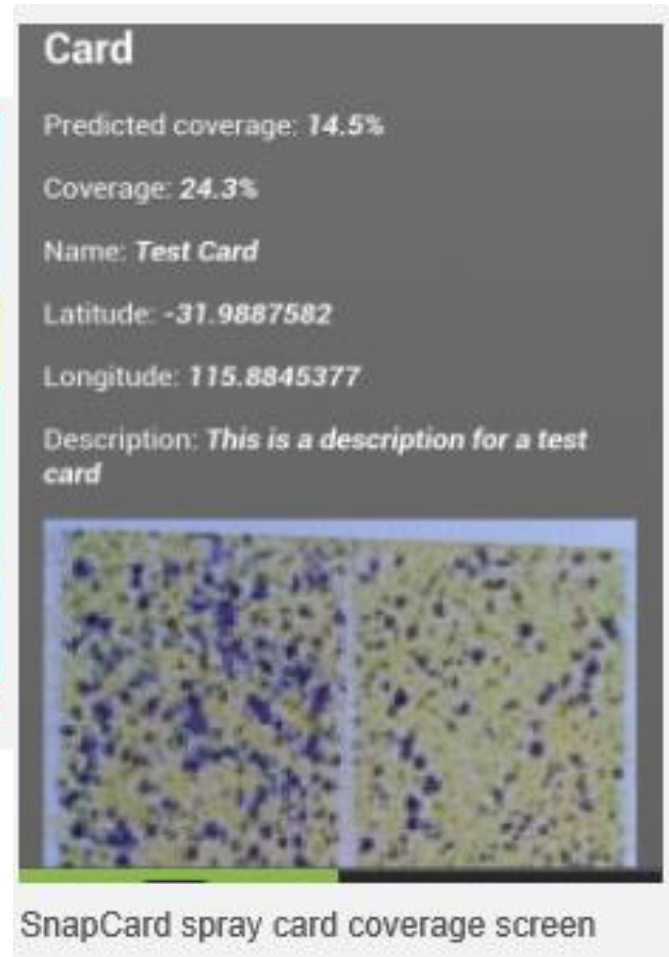 Card
Predicted coverage: 14.5%
Coverage: 24.3%
Name: Test Card
Latitude: -31.9887582
Longitude: 115.8845377
Description: This is a description for a test
card
SnapCard spray card coverage screen